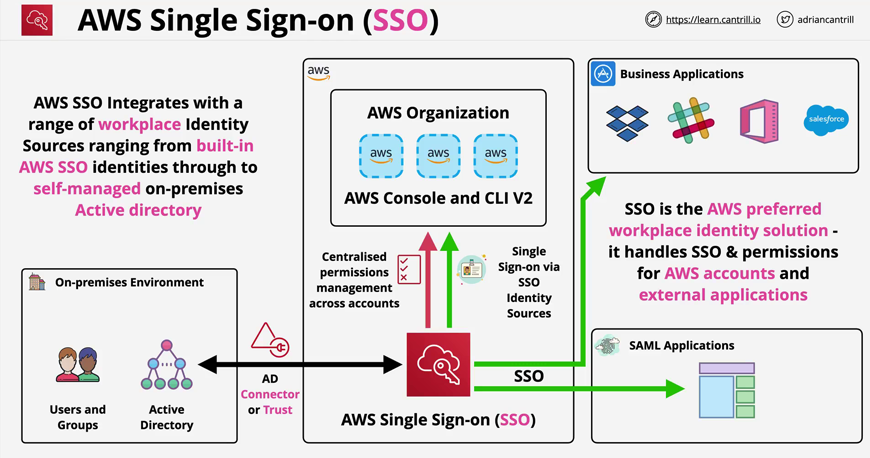 AWS Single Sign-on (SSO)
https://learn.cantrill.io
adriancantrill
AWS SSO Integrates with a
range of workplace Identity
Sources ranging from built-in
AWS SSO identities through to
self-managed on-premises
Active directory
aws
AWS Organization
aws
aws
aws
AWS Console and CLI V2
Business Applications
salesforce
SSO is the AWS preferred
workplace identity solution -
it handles SSO & permissions
for AWS accounts and
external applications
Centralised
permissions
management
across accounts
Single
Sign-on via
SSO
Identity
Sources
On-premises Environment
Users and
Groups
Active
Directory
AD
Connector
or Trust
AWS Single Sign-on (SSO)
SSO
SAML Applications